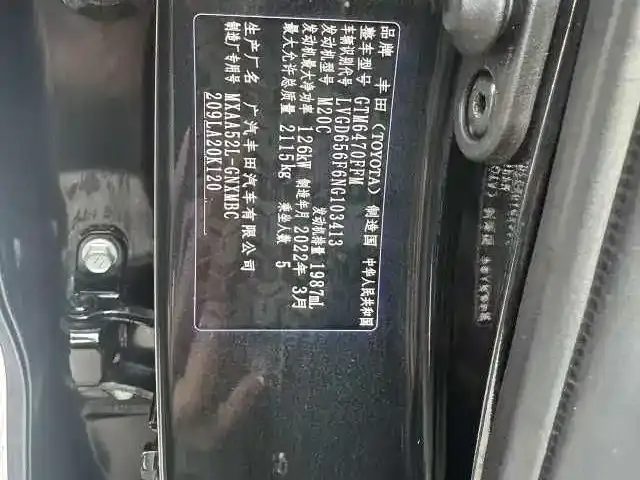 品牌 丰田(TOYOTA) 制造国 中华人民共和国
整车型号 GTM6470FFM
车辆识别代号 LVGD656F6NG103413
发动机型号 M20C 发动机排量 1987mL
发动机最大净功率 126kW 制造年月 2022年 3月
最大允许总质量 2115kg 乘坐人数 5
生产厂名 广汽丰田汽车有限公司
制造厂专用号 MXAA52L-GNXMBC
209LA20K120